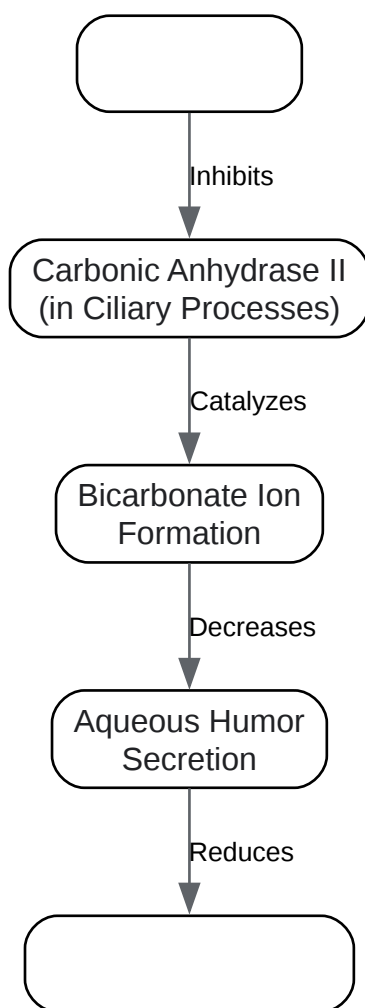 Inhibits
Carbonic Anhydrase II
(in Ciliary Processes)
Catalyzes
Bicarbonate Ion
Formation
Decreases
Aqueous Humor
Secretion
Reduces